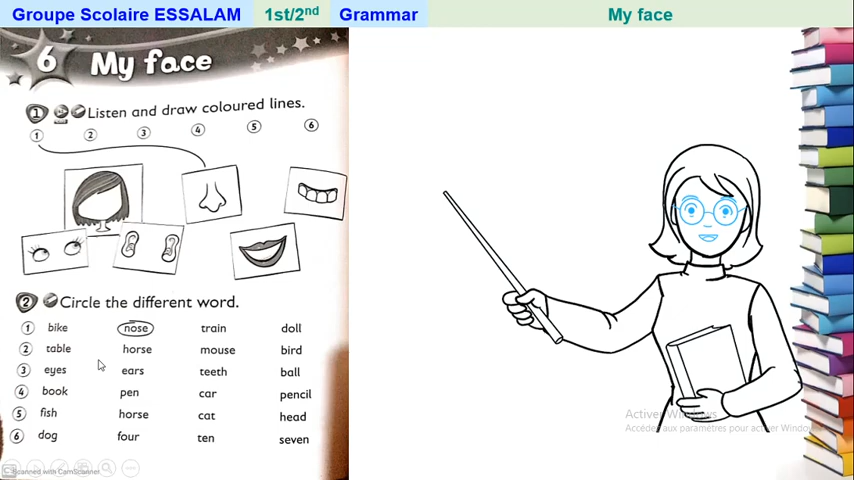 Groupe Scolaire ESSALAM 1st/2nd Grammar My face
6 My face
1 Listen and draw coloured lines.
1 2 3 4 5 6
2 Circle the different word.
1 bike nose train doll
2 table horse mouse bird
3 eyes ears teeth ball
4 book pen car pencil
5 fish horse cat head
6 dog four ten seven
Scanned with CamScanner
Activer Windows
Accédez aux paramètres pour activer Windows